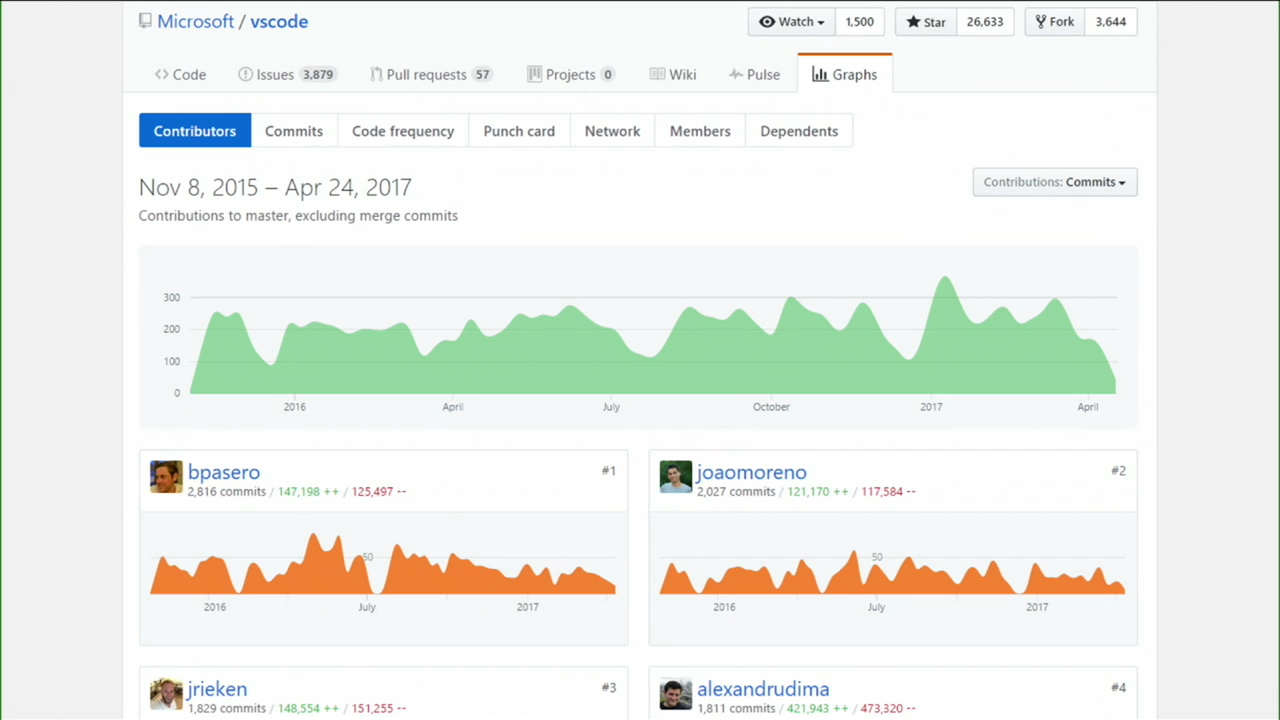 Microsoft / vscode
Watch 1,500 Star 26,633 Fork 3,644
Code Issues 3,879 Pull requests 57 Projects 0 Wiki Pulse Graphs
Contributors Commits Code frequency Punch card Network Members Dependents
Nov 8, 2015 – Apr 24, 2017
Contributions: Commits
Contributions to master, excluding merge commits
300
200
100
0
2016 April July October 2017 April
bpasero #1
2,816 commits / 147,198 ++ / 125,497 --
50
2016 July 2017
joaomoreno #2
2,027 commits / 121,170 ++ / 117,584 --
50
2016 July 2017
jrieken #3
1,829 commits / 148,554 ++ / 151,255 --
alexandrudima #4
1,811 commits / 421,943 ++ / 473,320 --